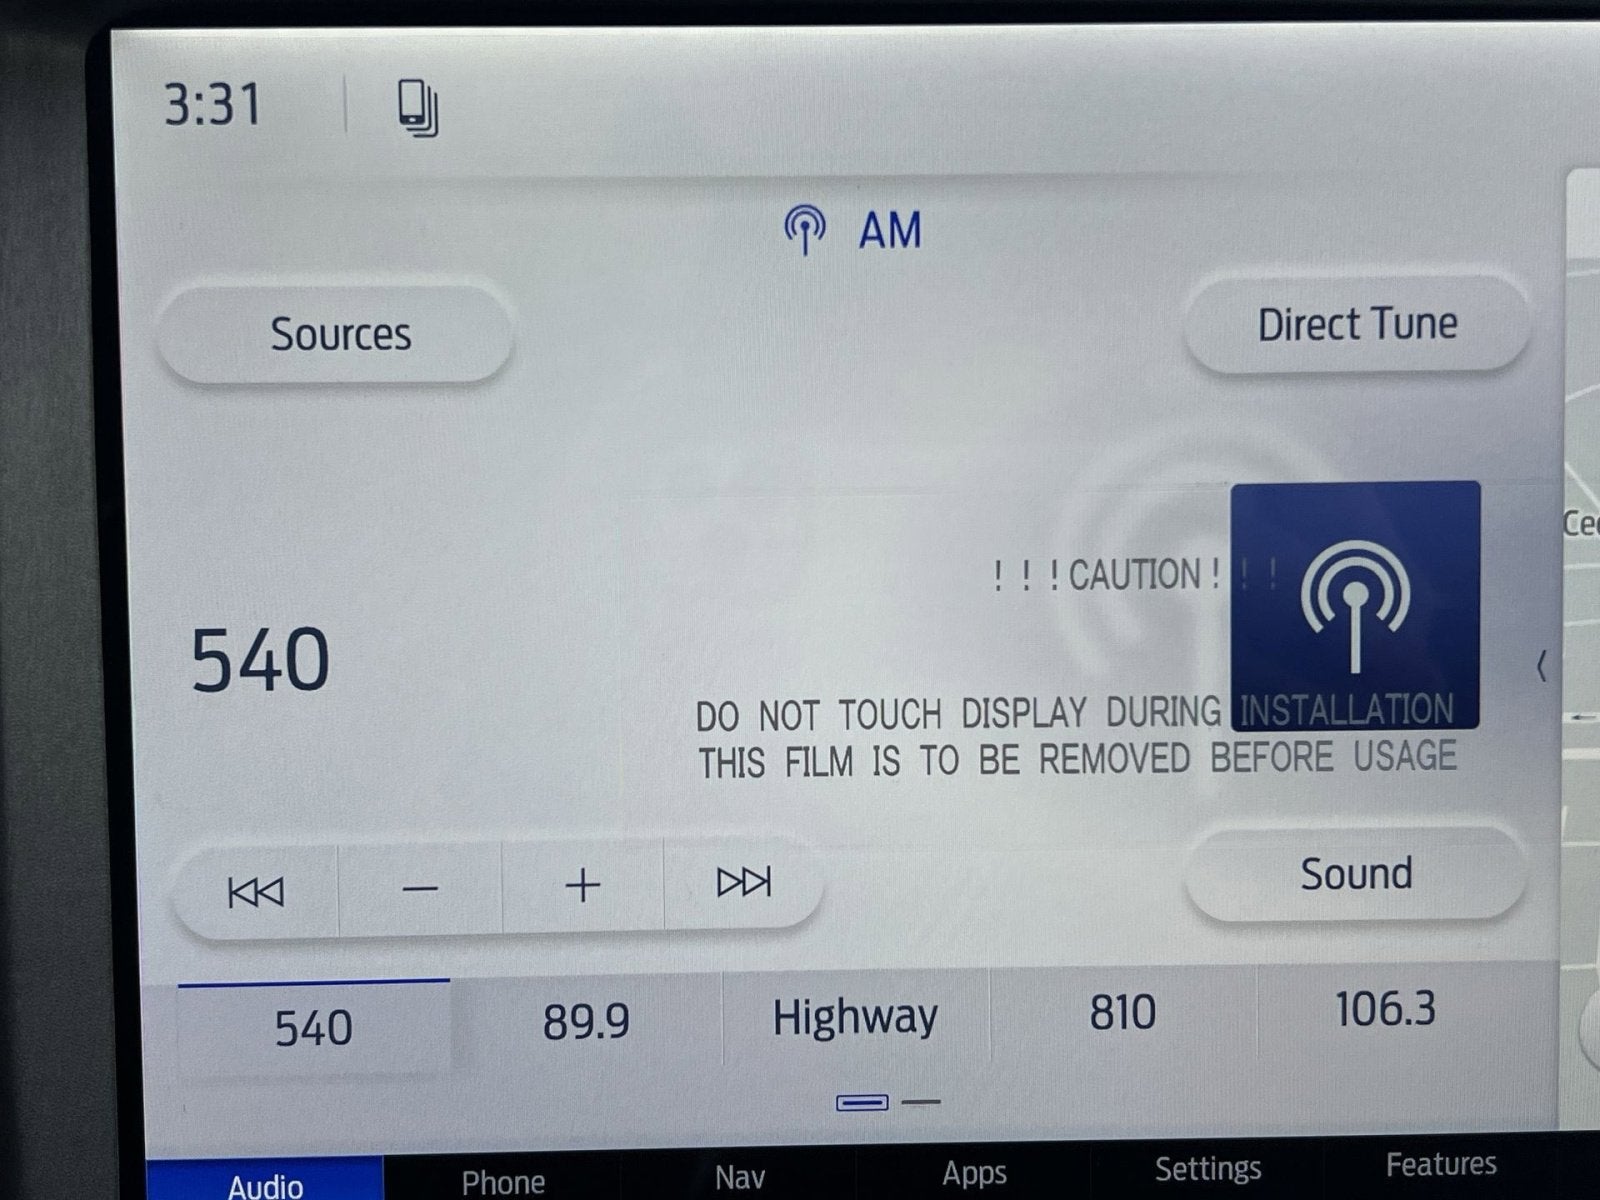 3:31
AM
Sources
Direct Tune
! ! ! CAUTION ! ! !
540
DO NOT TOUCH DISPLAY DURING INSTALLATION
THIS FILM IS TO BE REMOVED BEFORE USAGE
Sound
540 89.9 Highway 810 106.3
Audio Phone Nav Apps Settings Features